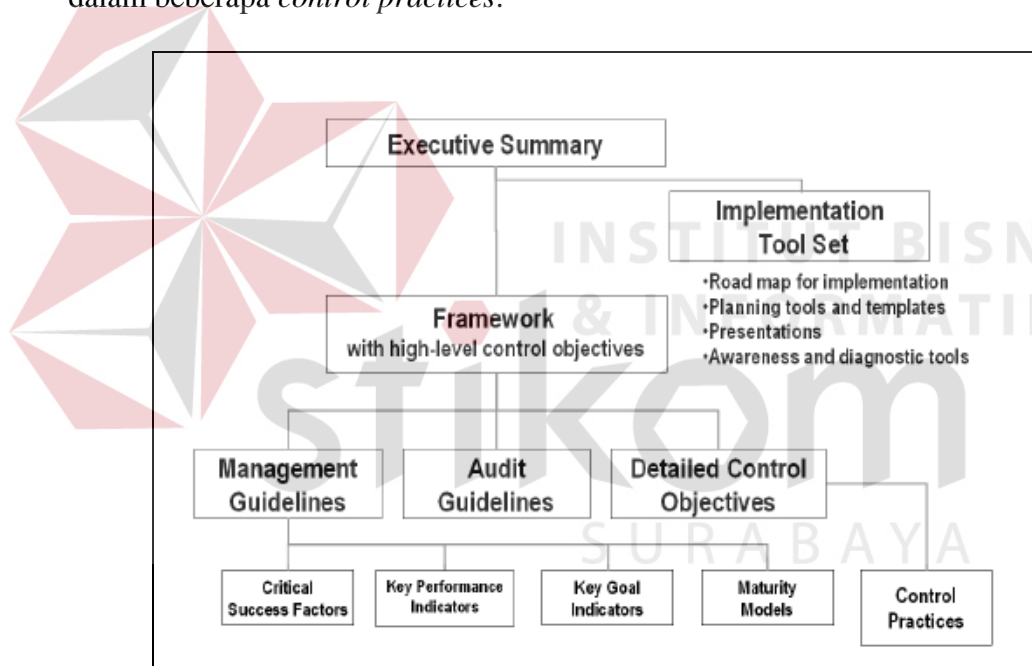 dalam beberapa control practices.
Executive Summary
Implementation
Tool Set
•Road map for implementation
•Planning tools and templates
•Presentations
•Awareness and diagnostic tools
Framework
with high-level control objectives
Management
Guidelines
Audit
Guidelines
Detailed Control
Objectives
Critical
Success Factors
Key Performance
Indicators
Key Goal
Indicators
Maturity
Models
Control
Practices
INSTITUT BISN
& INFORMATI
stikom
SURABAYA